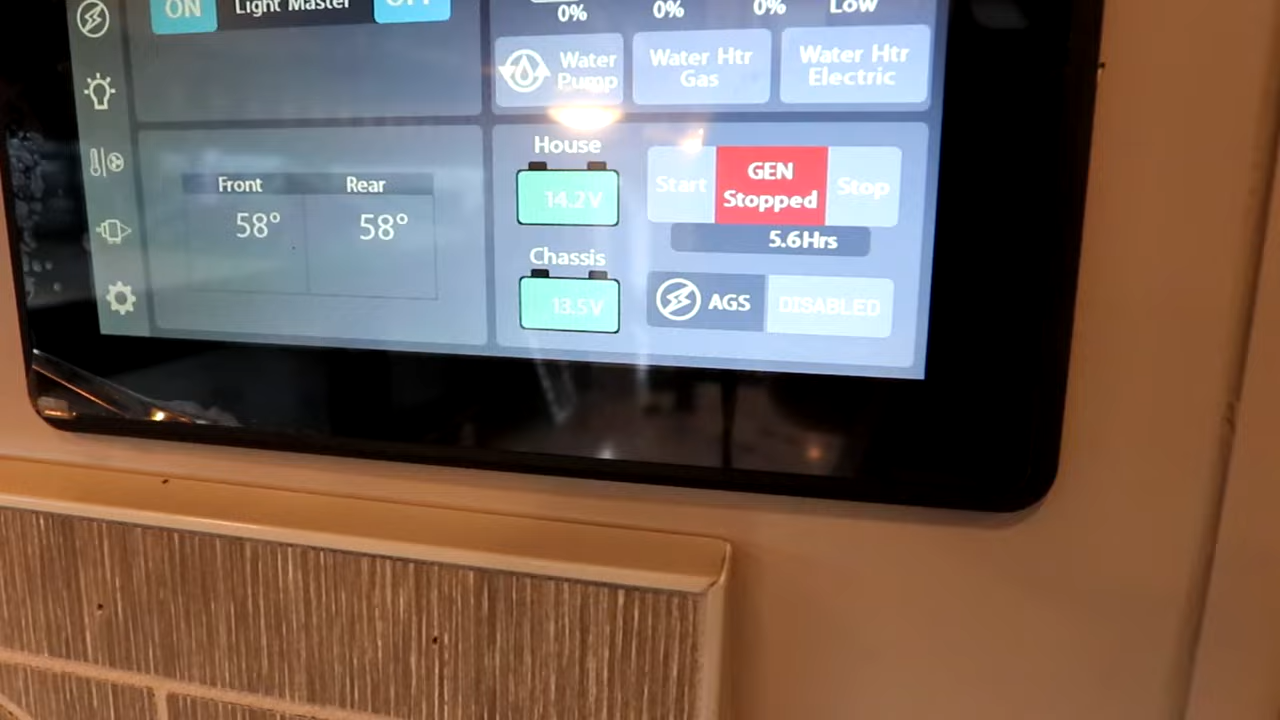 ON
Light Master
OFF
0%
0%
0%
Low
Water
Pump
Water Htr
Gas
Water Htr
Electric
Front
Rear
58°
58°
House
14.2V
Chassis
13.5V
Start
GEN
Stopped
Stop
5.6Hrs
AGS
DISABLED